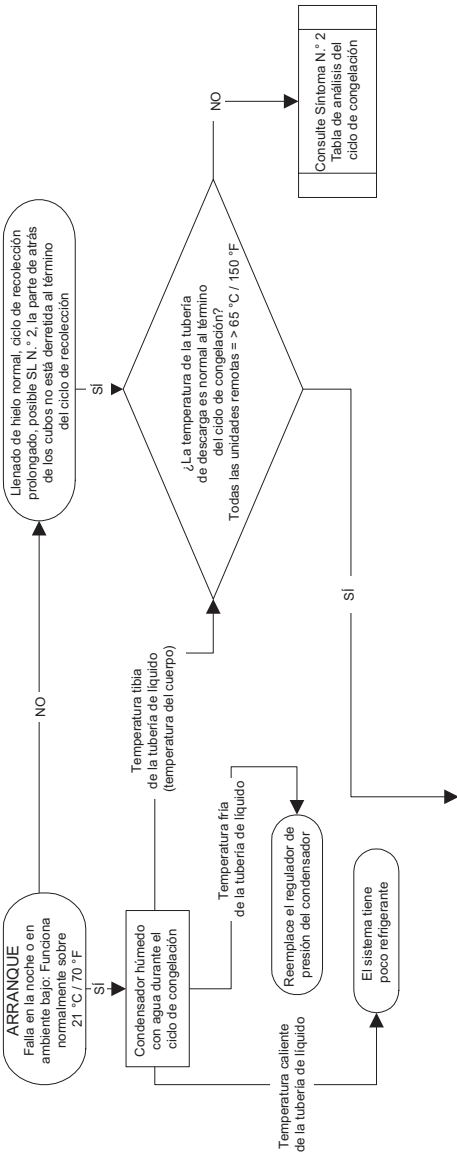 ARRANQUE
Falla en la noche o en
ambiente bajo: Funciona
normalmente sobre
21 °C / 70 °F
NO
Llenado de hielo normal, ciclo de recolección
prolongado, posible SL N.° 2, la parte de atrás
de los cubos no está derretida al término
del ciclo de recolección
SÍ
SÍ
Condensador húmedo
con agua durante el
ciclo de congelación
Temperatura tibia
de la tubería de líquido
(temperatura del cuerpo)
¿La temperatura de la tubería
de descarga es normal al término
del ciclo de congelación?
Todas las unidades remotas = > 65 °C / 150 °F
NO
Consulte Síntoma N.° 2
Tabla de análisis del
ciclo de congelación
Temperatura fría
de la tubería de líquido
Reemplace el regulador de
presión del condensador
Temperatura caliente
de la tubería de líquido
El sistema tiene
poco refrigerante
SÍ